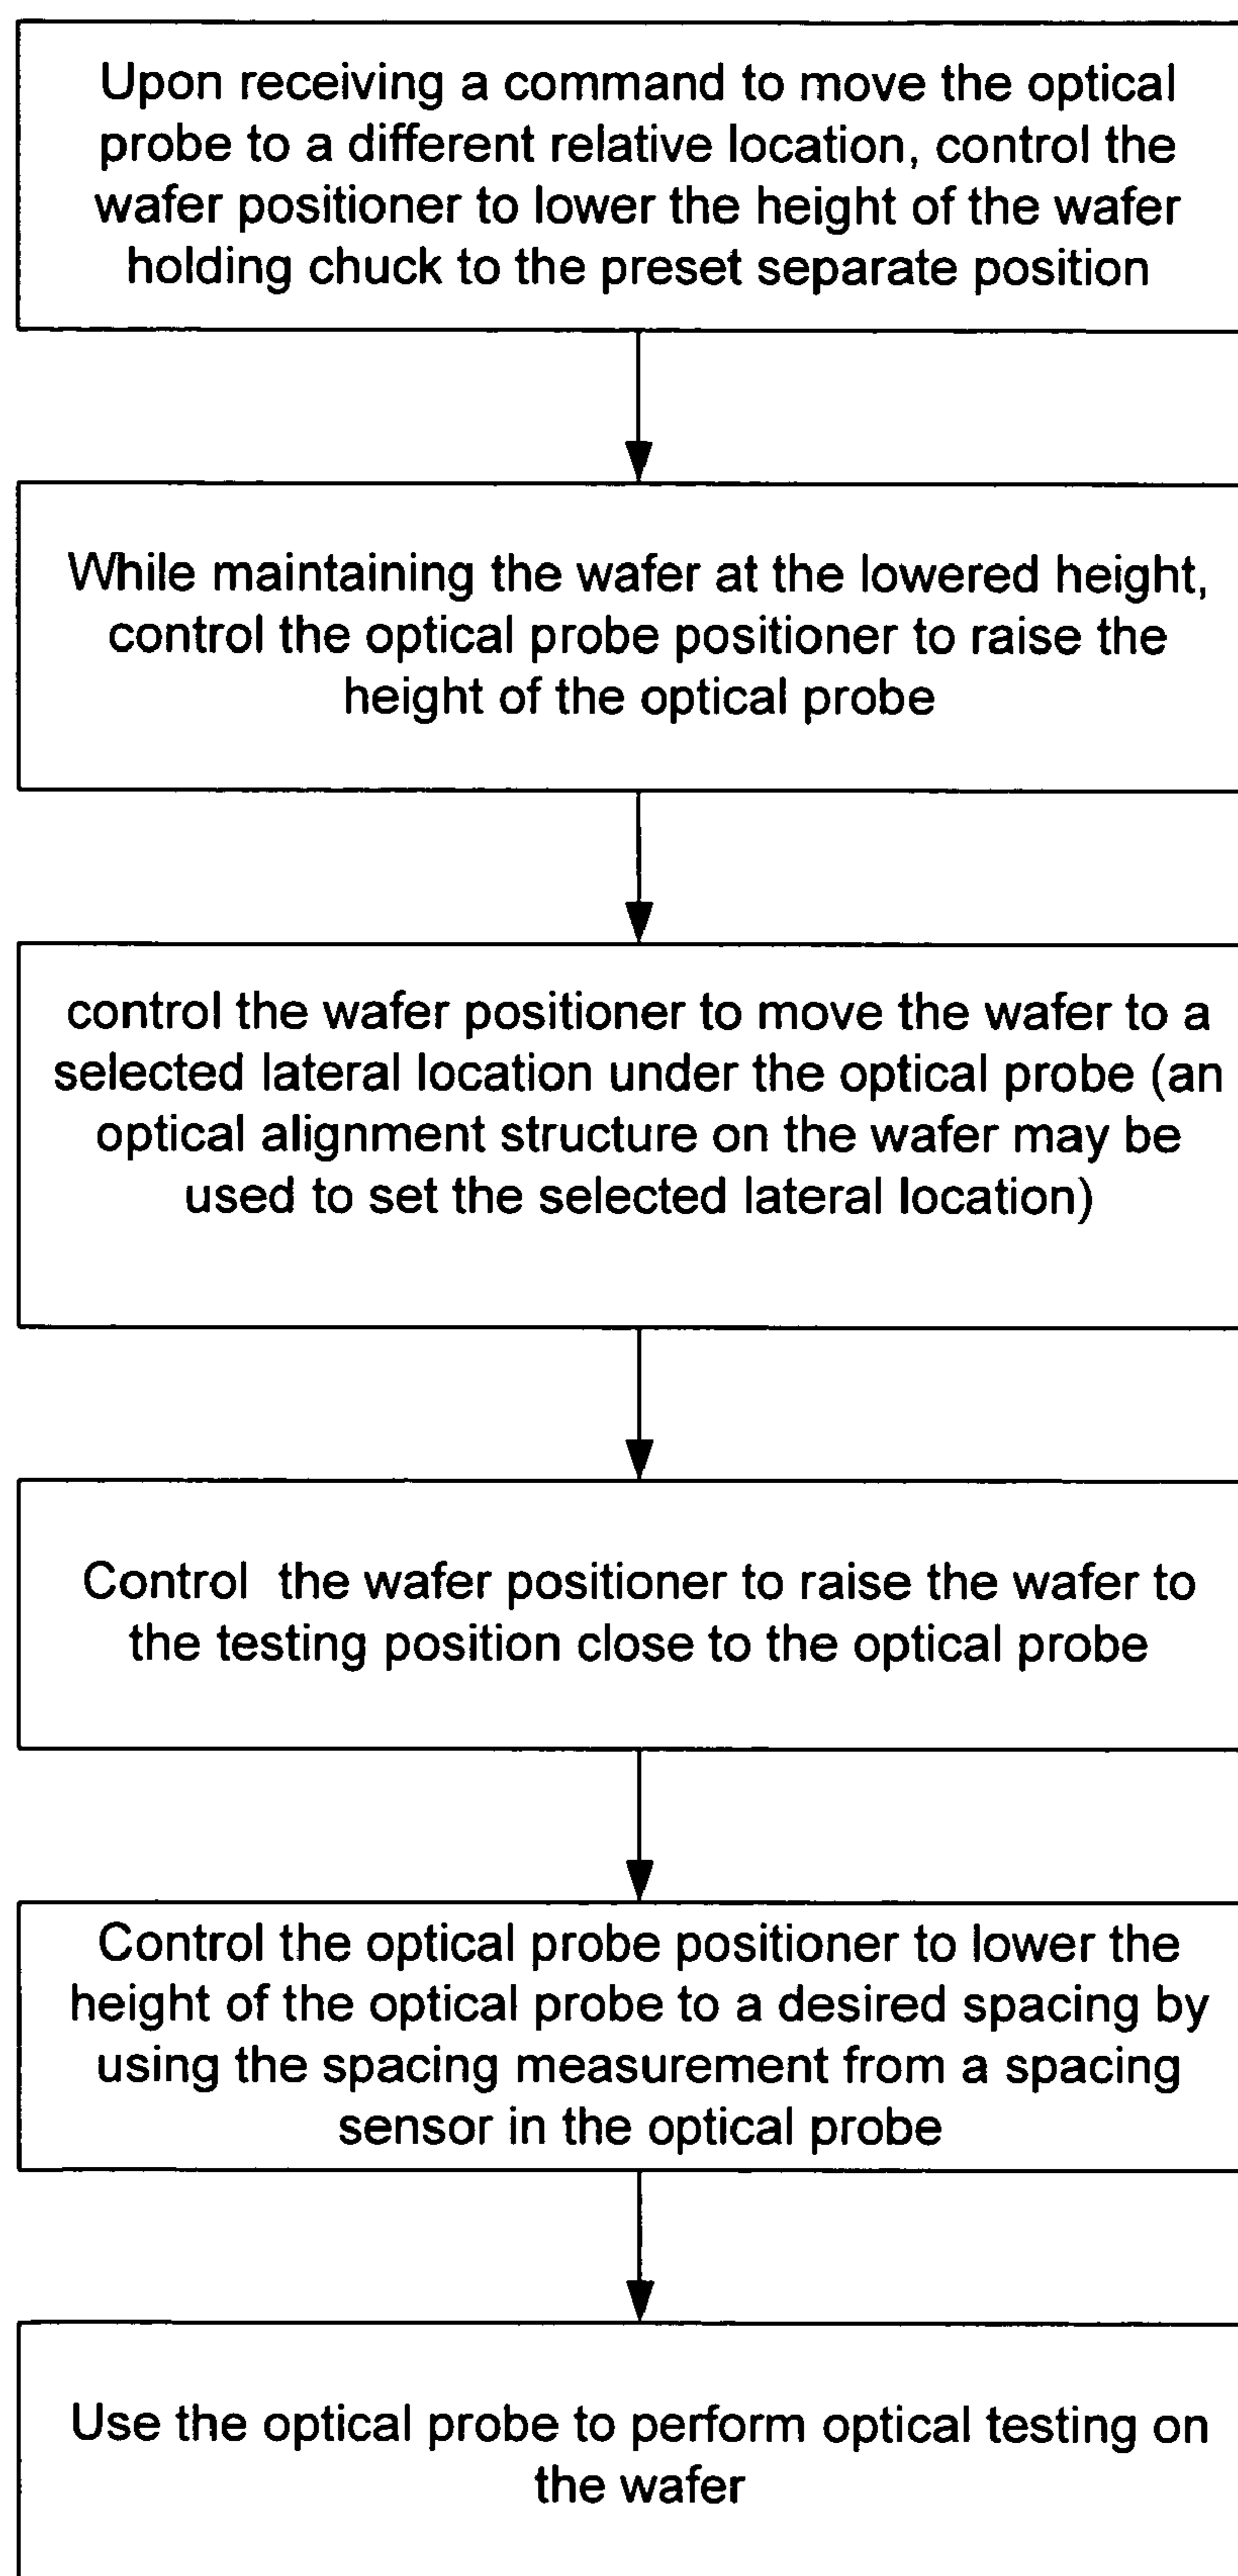 Upon receiving a command to move the optical
probe to a different relative location, control the
wafer positioner to lower the height of the wafer
holding chuck to the preset separate position
While maintaining the wafer at the lowered height,
control the optical probe positioner to raise the
height of the optical probe
control the wafer positioner to move the wafer to a
selected lateral location under the optical probe (an
optical alignment structure on the wafer may be
used to set the selected lateral location)
Control  the wafer positioner to raise the wafer to
the testing position close to the optical probe
Control the optical probe positioner to lower the
height of the optical probe to a desired spacing by
using the spacing measurement from a spacing
sensor in the optical probe
Use the optical probe to perform optical testing on
the wafer